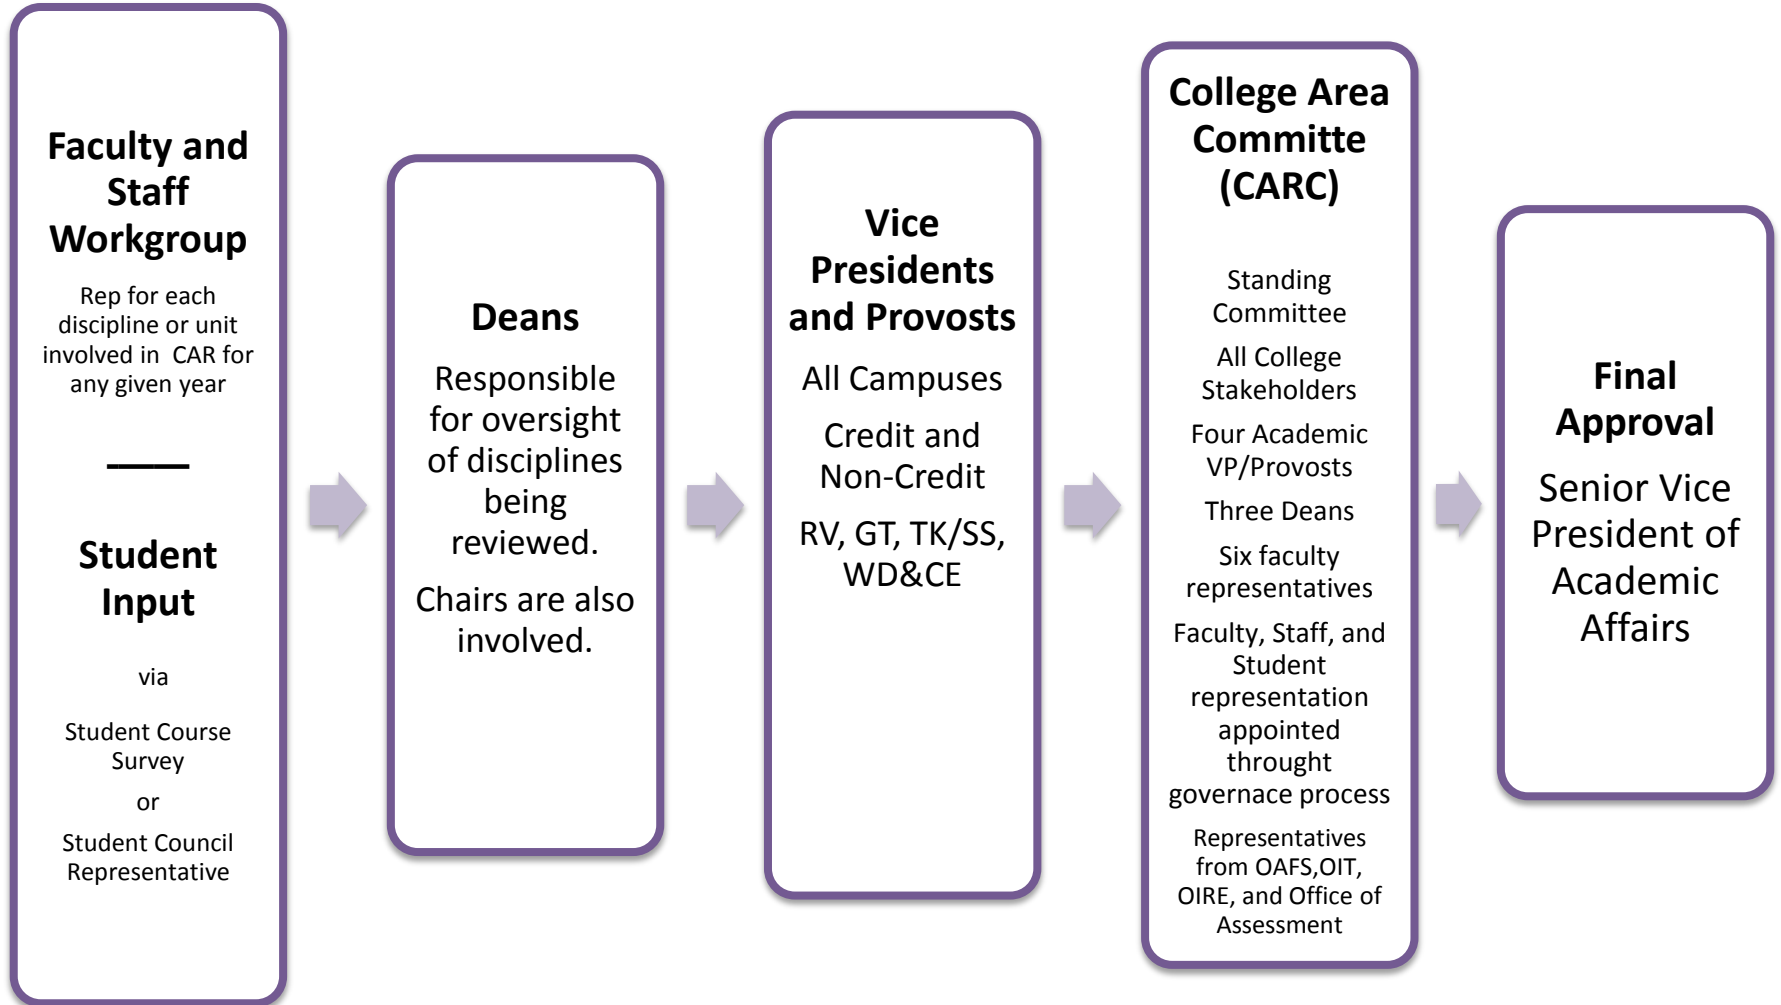 Faculty and
Staff
Workgroup
Rep for each
discipline or unit
involved in CAR for
any given year
Student
Input
via
Student Course
Survey
or
Student Council
Representative
Deans
Responsible
for oversight
of disciplines
being
reviewed.
Chairs are also
involved.
Vice
Presidents
and Provosts
All Campuses
Credit and
Non-Credit
RV, GT, TK/SS,
WD&CE
College Area
Committe
(CARC)
Standing
Committee
All College
Stakeholders
Four Academic
VP/Provosts
Three Deans
Six faculty
representatives
Faculty, Staff, and
Student
representation
appointed
throught
governace process
Representatives
from OAFS,OIT,
OIRE, and Office of
Assessment
Final
Approval
Senior Vice
President of
Academic
Affairs